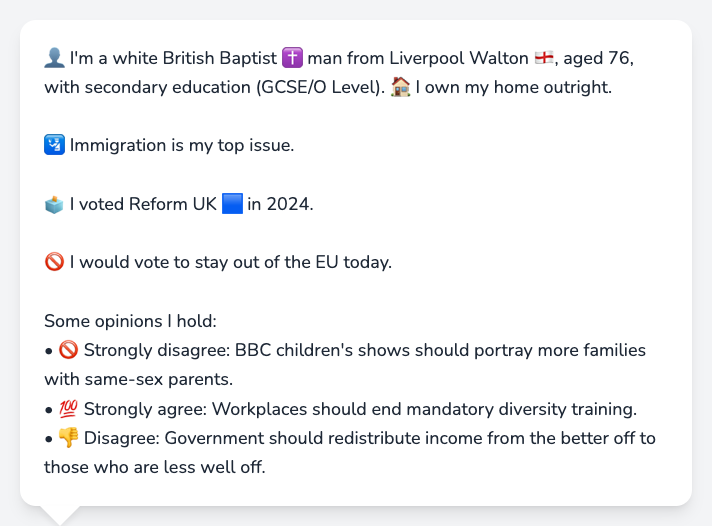 👤 I'm a white British Baptist ✝️ man from Liverpool Walton 🏴󠁧󠁢󠁥󠁮󠁧󠁿, aged 76,
with secondary education (GCSE/O Level). 🏠 I own my home outright.
🛂 Immigration is my top issue.
🗳️ I voted Reform UK 🟦 in 2024.
🚫 I would vote to stay out of the EU today.
Some opinions I hold:
• 🚫 Strongly disagree: BBC children's shows should portray more families
with same-sex parents.
• 💯 Strongly agree: Workplaces should end mandatory diversity training.
• 👎 Disagree: Government should redistribute income from the better off to
those who are less well off.